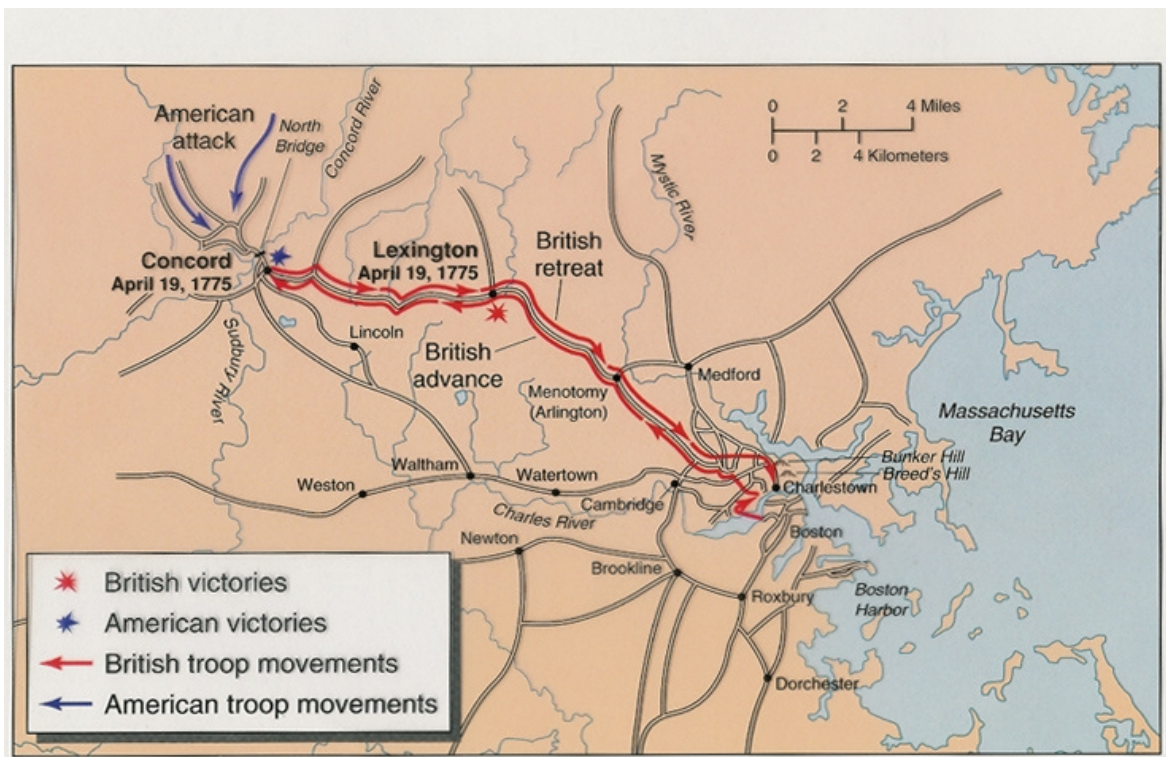 American
attack
North
Bridge
Concord River
0 2 4 Miles
0 2 4 Kilometers
Mystic River
Concord
April 19, 1775
Lexington
April 19, 1775
British
retreat
Lincoln
British
advance
Sudbury River
Menotomy
(Arlington)
Medford
Massachusetts
Bay
Bunker Hill
Breed's Hill
Charlestown
Waltham
Watertown
Weston
Cambridge
Charles River
Boston
Newton
Brookline
Roxbury
Boston
Harbor
Dorchester
British victories
American victories
British troop movements
American troop movements